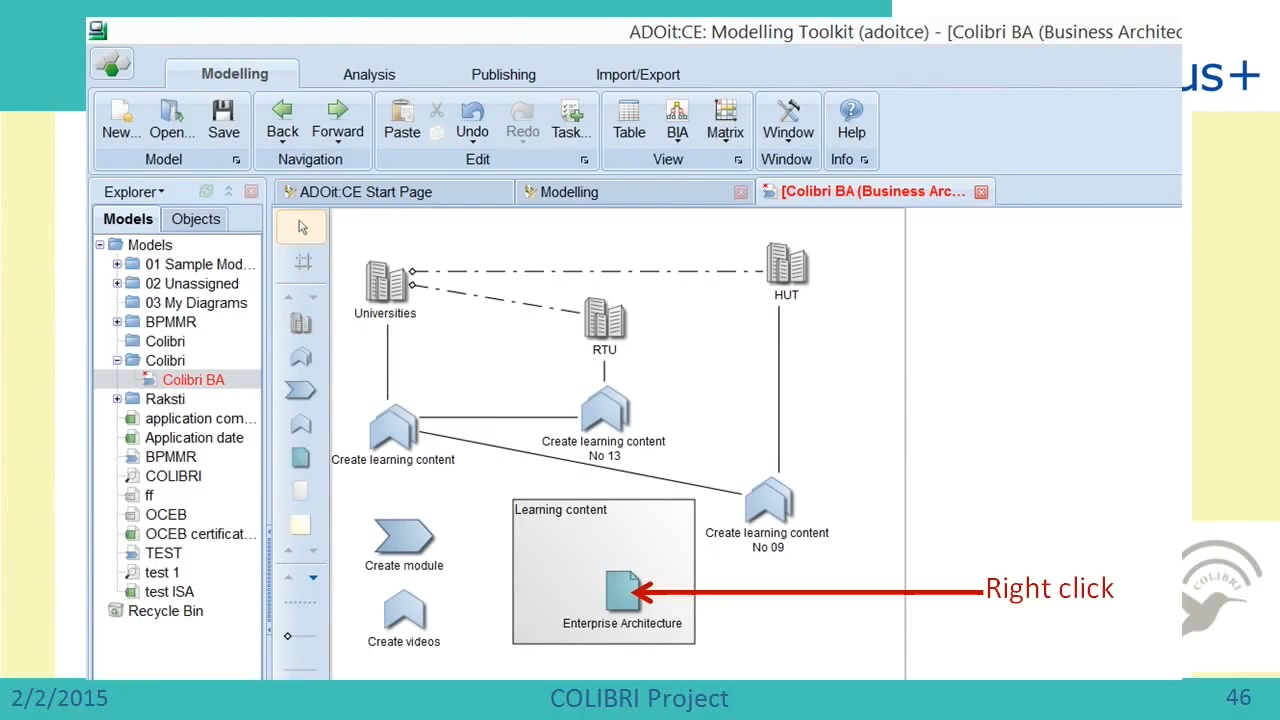 ADOit:CE: Modelling Toolkit (adoitce) - [Colibri BA (Business Architec
us+
Modelling
Analysis
Publishing
Import/Export
New...
Open...
Save
Back
Forward
Paste
Undo
Redo
Task...
Table
BIA
Matrix
Window
Help
Model
Navigation
Edit
View
Window
Info
Explorer
ADOit:CE Start Page
Modelling
[Colibri BA (Business Arc...
Models
Objects
Models
01 Sample Mod...
02 Unassigned
03 My Diagrams
BPMMR
Colibri
Colibri
Colibri BA
Raksti
application com...
Application date
BPMMR
COLIBRI
ff
OCEB
OCEB certificat...
TEST
test 1
test ISA
Recycle Bin
Universities
HUT
RTU
Create learning content
Create learning content
No 13
Create learning content
No 09
Learning content
Create module
Enterprise Architecture
Create videos
Right click
COLIBRI
2/2/2015
COLIBRI Project
46